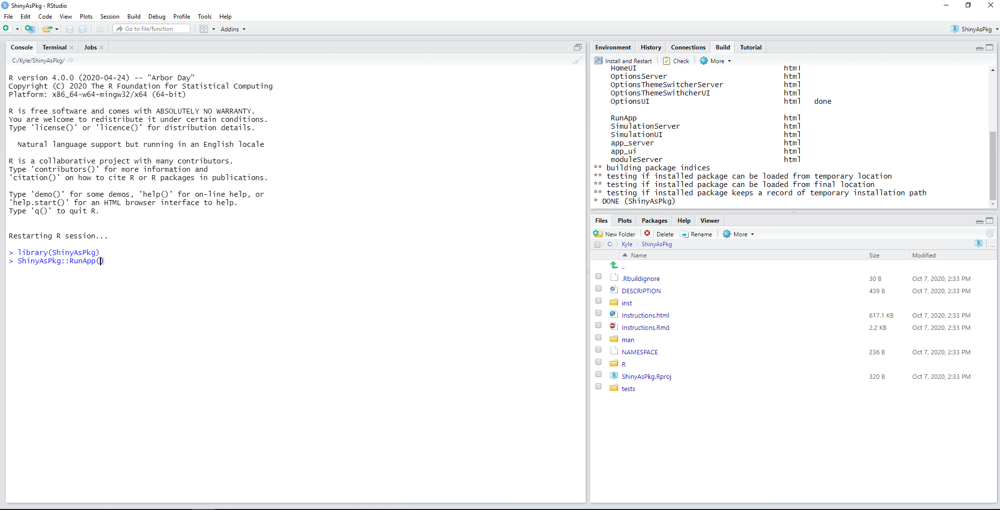 ShinyAsPkg - RStudio
File Edit Code View Plots Session Build Debug Profile Tools Help
Go to file/function Addins ShinyAsPkg
Console Terminal Jobs
C:/Kyle/ShinyAsPkg/
R version 4.0.0 (2020-04-24) -- "Arbor Day"
Copyright (C) 2020 The R Foundation for Statistical Computing
Platform: x86_64-w64-mingw32/x64 (64-bit)
R is free software and comes with ABSOLUTELY NO WARRANTY.
You are welcome to redistribute it under certain conditions.
Type 'license()' or 'licence()' for distribution details.
Natural language support but running in an English locale
R is a collaborative project with many contributors.
Type 'contributors()' for more information and
'citation()' on how to cite R or R packages in publications.
Type 'demo()' for some demos, 'help()' for on-line help, or
'help.start()' for an HTML browser interface to help.
Type 'q()' to quit R.
Restarting R session...
> library(ShinyAsPkg)
> ShinyAsPkg::RunApp()
Environment History Connections Build Tutorial
Install and Restart Check More
HomeUI html
OptionsServer html
OptionsThemeSwitcherServer html
OptionsThemeSwithcherUI html
OptionsUI html done
RunApp html
SimulationServer html
SimulationUI html
app_server html
app_ui html
moduleServer html
** building package indices
** testing if installed package can be loaded from temporary location
** testing if installed package can be loaded from final location
** testing if installed package keeps a record of temporary installation path
* DONE (ShinyAsPkg)
Files Plots Packages Help Viewer
New Folder Delete Rename More
C: Kyle ShinyAsPkg ...
Name Size Modified
..
.Rbuildignore 30 B Oct 7, 2020, 2:33 PM
DESCRIPTION 439 B Oct 7, 2020, 2:33 PM
inst
Instructions.html 617.1 KB Oct 7, 2020, 2:33 PM
Instructions.Rmd 2.2 KB Oct 7, 2020, 2:33 PM
man
NAMESPACE 236 B Oct 7, 2020, 2:33 PM
R
ShinyAsPkg.Rproj 320 B Oct 7, 2020, 2:33 PM
tests